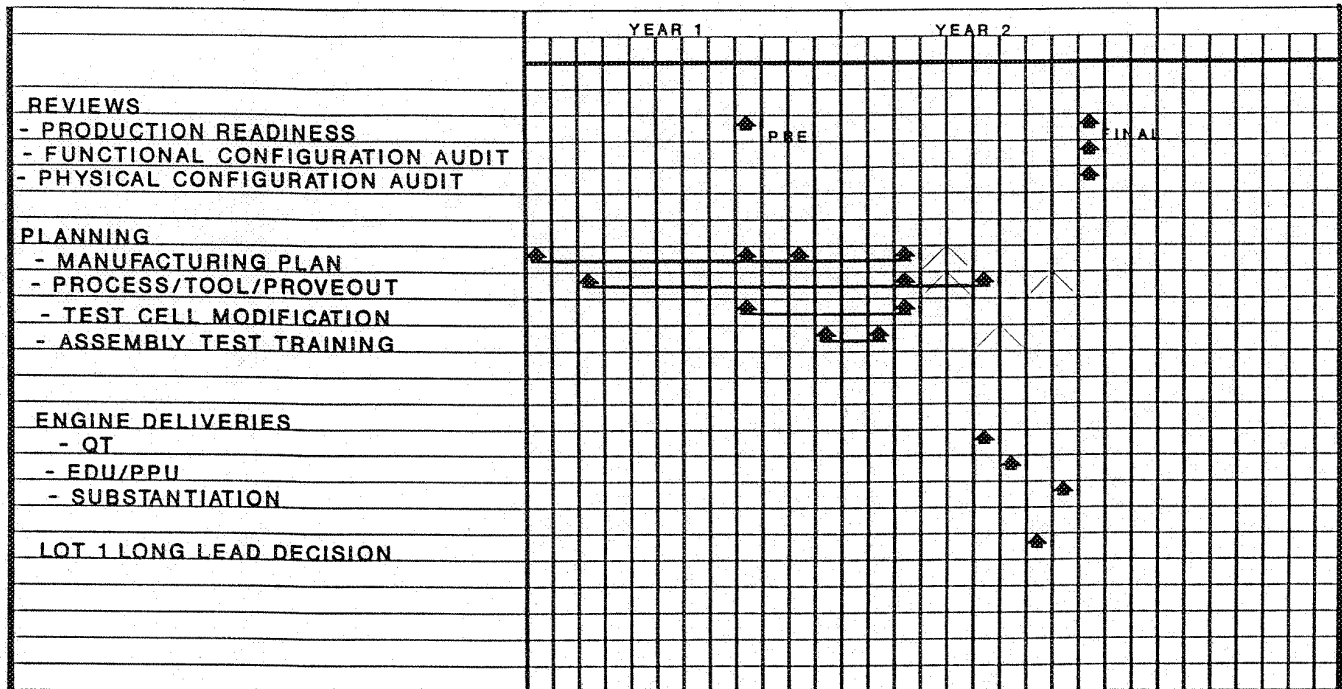 YEAR 1 YEAR 2
REVIEWS
- PRODUCTION READINESS PRE FINAL
- FUNCTIONAL CONFIGURATION AUDIT
- PHYSICAL CONFIGURATION AUDIT
PLANNING
- MANUFACTURING PLAN
- PROCESS/TOOL/PROVEOUT
- TEST CELL MODIFICATION
- ASSEMBLY TEST TRAINING
ENGINE DELIVERIES
- QT
- EDU/PPU
- SUBSTANTIATION
LOT 1 LONG LEAD DECISION